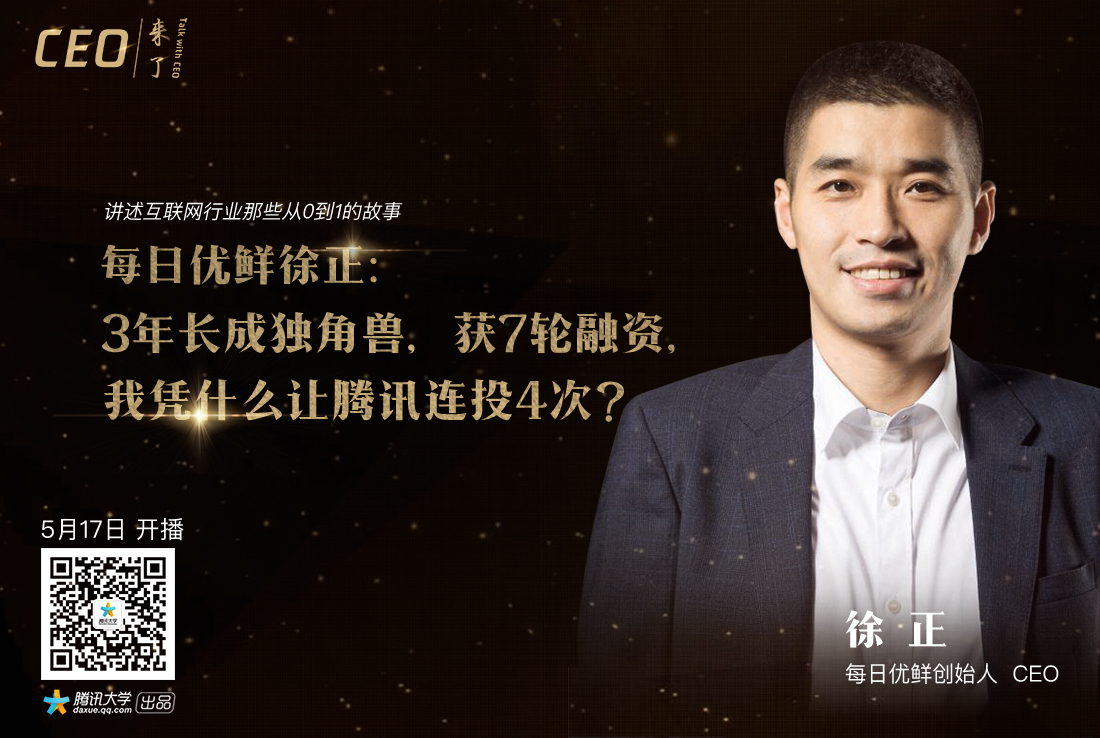 CEO
来了
Talk with CEO
讲述互联网行业那些从0到1的故事
每日优鲜徐正：
3年长成独角兽，获7轮融资，
我凭什么让腾讯连投4次？
5月17日 开播
腾讯大学
腾讯大学
daxue.qq.com
出品
徐 正
每日优鲜创始人 CEO